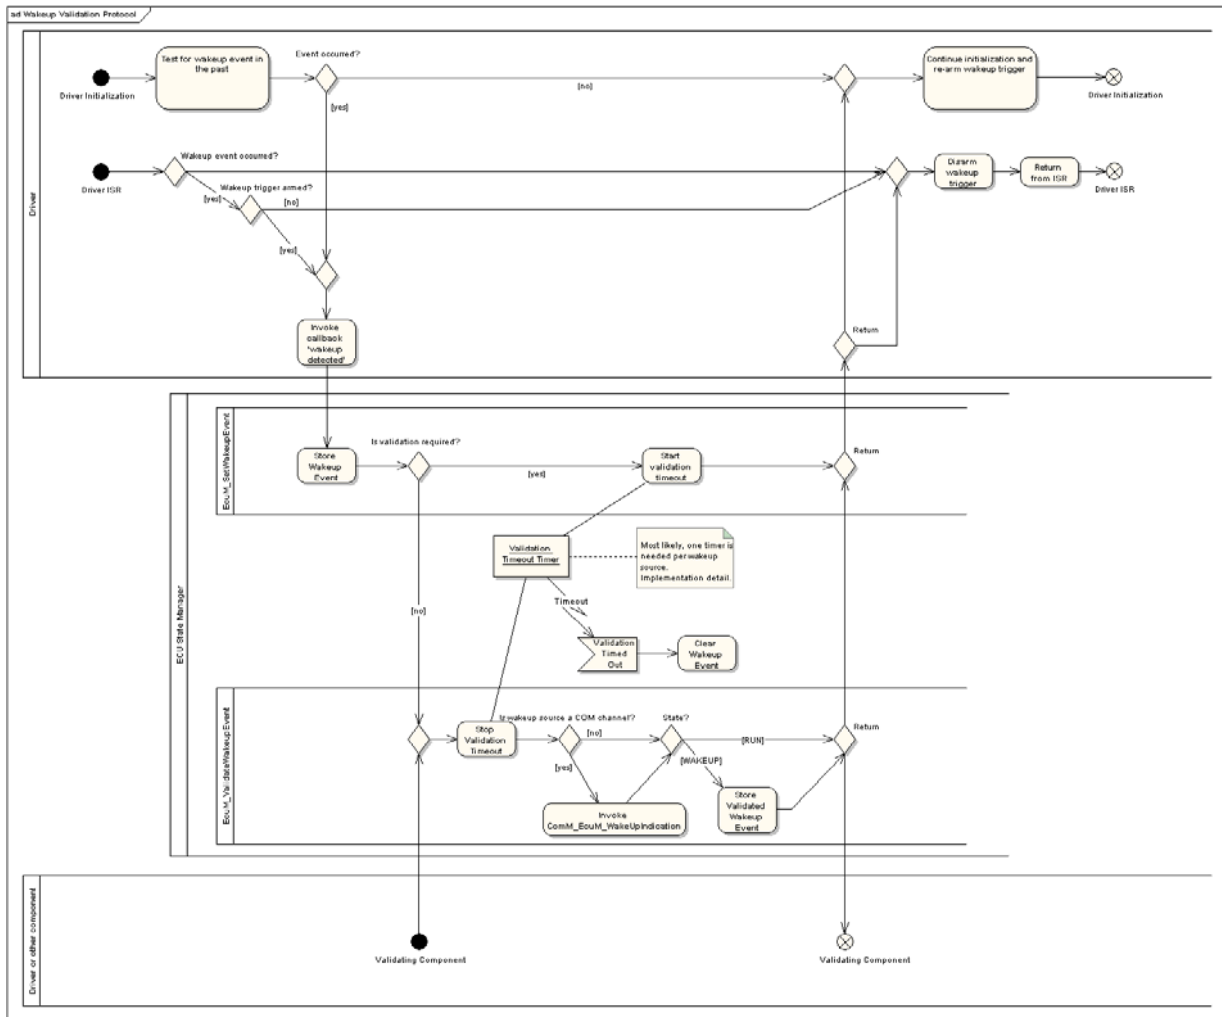 ad Wakeup Validation Protocol
Driver
Driver Initialization
Test for wakeup event in
the past
Event occurred?
[no]
[yes]
Continue initialization and
re-arm wakeup trigger
Driver Initialization
Driver ISR
Wakeup event occurred?
[yes]
Wakeup trigger armed?
[no]
[yes]
Disarm
wakeup
trigger
Return
from ISR
Driver ISR
Invoke
callback
'wakeup
detected'
Return
ECU State Manager
EcuM_SetWakeupEvent
Store
Wakeup
Event
Is validation required?
[yes]
Start
validation
timeout
Return
[no]
Validation
Timeout Timer
Most likely, one timer is
needed per wakeup
source.
Implementation detail.
Timeout
Validation
Timed
Out
Clear
Wakeup
Event
EcuM_ValidateWakeupEvent
Stop
Validation
Timeout
Is wakeup source a COM channel?
[no]
[yes]
State?
[RUN]
[WAKEUP]
Return
Invoke
ComM_EcuM_WakeUpIndication
Store
Validated
Wakeup
Event
Driver or other component
Validating Component
Validating Component